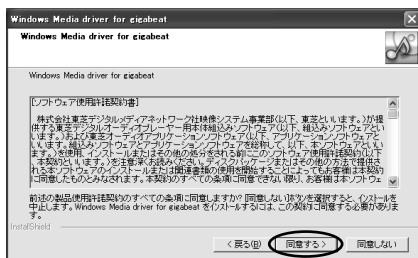 Windows Media driver for gigabeat
Windows Media driver for gigabeat
Windows Media driver for gigabeat
[ソフトウェア使用許諾契約書]
株式会社東芝デジタルメディアネットワーク社映像システム事業部(以下、東芝といいます。)が提
供する東芝デジタルオーディオプレーヤー用本体組込みソフトウェア(以下、組込みソフトウェアとい
います。)および東芝オーディオアプリケーションソフトウェア(以下、アプリケーションソフトウェアと
いいます。組込みソフトウェアとアプリケーションソフトウェアを総称して、以下、本ソフトウェアといい
ます。)を使用、インストールまたはその他の処分をされる前にこのソフトウェア使用許諾契約(以下
、本契約といいます。)を注意深くお読みください。ディスクパッケージまたはその他の方法で提供さ
れる本ソフトウェアのインストールまたは関連書類の使用を開始することによってもお客様は本契約
に同意したものとみなされます。本契約のすべての条項に同意できない限り、お客様は本ソフトウェ
前述の製品使用許諾契約のすべての条項に同意しますか? [同意しない]ボタンを選択すると、インストールを
中止します。Windows Media driver for gigabeat をインストールするには、この契約に同意する必要がありま
す。
InstallShield
< 戻る(B) 同意する> 同意しない